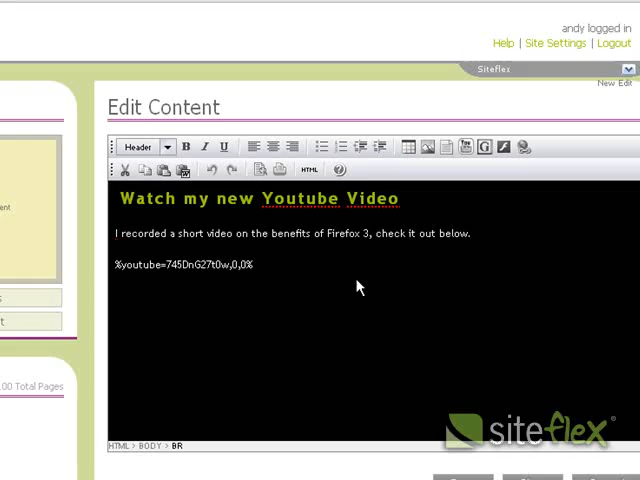 andy logged in
Help | Site Settings | Logout
Siteflex
New Edit
Edit Content
Header B I U
HTML
Watch my new Youtube Video
I recorded a short video on the benefits of Firefox 3, check it out below.
%youtube=745DnG27t0w,0,0%
00 Total Pages
siteflex®
HTML > BODY > BR